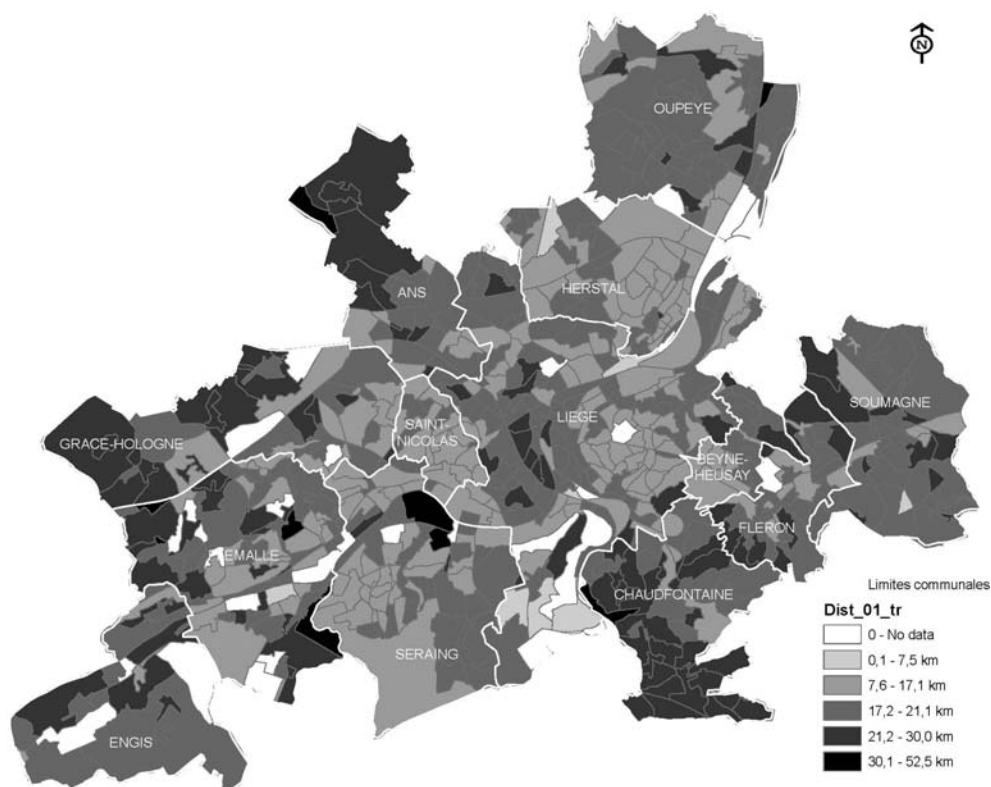 N
OUPEYE
ANS
HERSTAL
SOUMAGNE
GRACE-HOLOGNE
SAINT-
NICOLAS
LIEGE
BEYNE-
HEUSAY
FLERON
FLEMALLE
CHAUDFONTAINE
SERAING
ENGIS
Limites communales
Dist_01_tr
0 - No data
0,1 - 7,5 km
7,6 - 17,1 km
17,2 - 21,1 km
21,2 - 30,0 km
30,1 - 52,5 km